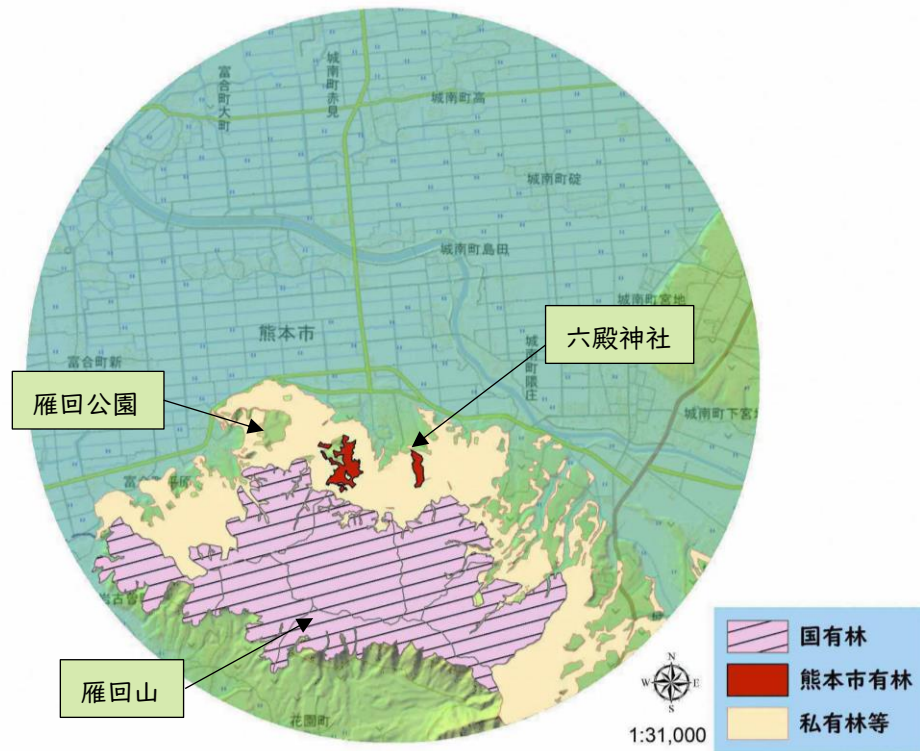 富合町大町
城南町赤見
城南町高
城南町碇
城南町島田
城南町宮地
熊本市
六殿神社
城南町隈庄
富合町新
雁回公園
城南町下宮地
雁回山
花園町
N
W
E
S
1:31,000
国有林
熊本市有林
私有林等